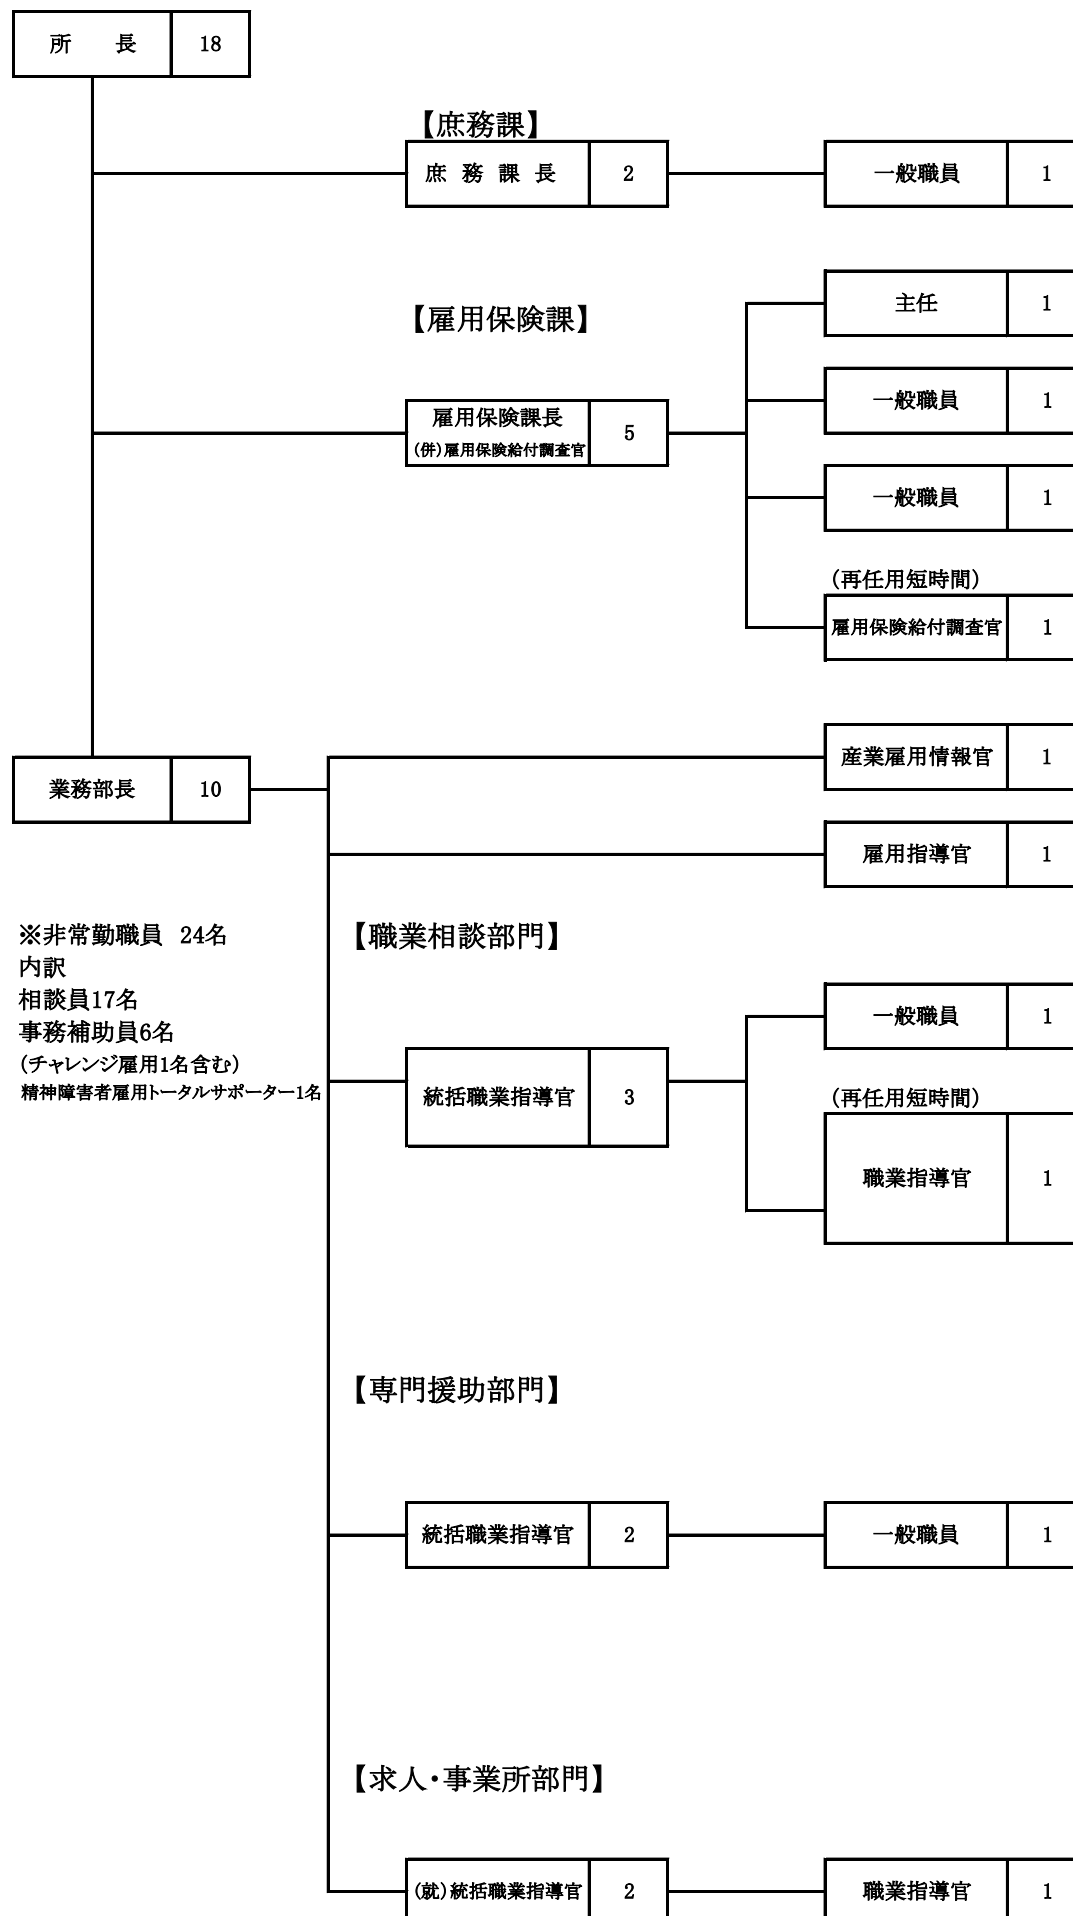 所　　長 18
【庶務課】
庶 務 課 長 2 一般職員 1
主任 1
【雇用保険課】
一般職員 1
雇用保険課長 5
(併)雇用保険給付調査官
一般職員 1
(再任用短時間)
雇用保険給付調査官 1
産業雇用情報官 1
業務部長 10
雇用指導官 1
※非常勤職員　24名
内訳
相談員17名
事務補助員6名
(チャレンジ雇用1名含む)
精神障害者雇用トータルサポーター1名
【職業相談部門】
一般職員 1
統括職業指導官 3
(再任用短時間)
職業指導官 1
【専門援助部門】
統括職業指導官 2 一般職員 1
【求人・事業所部門】
(就)統括職業指導官 2 職業指導官 1